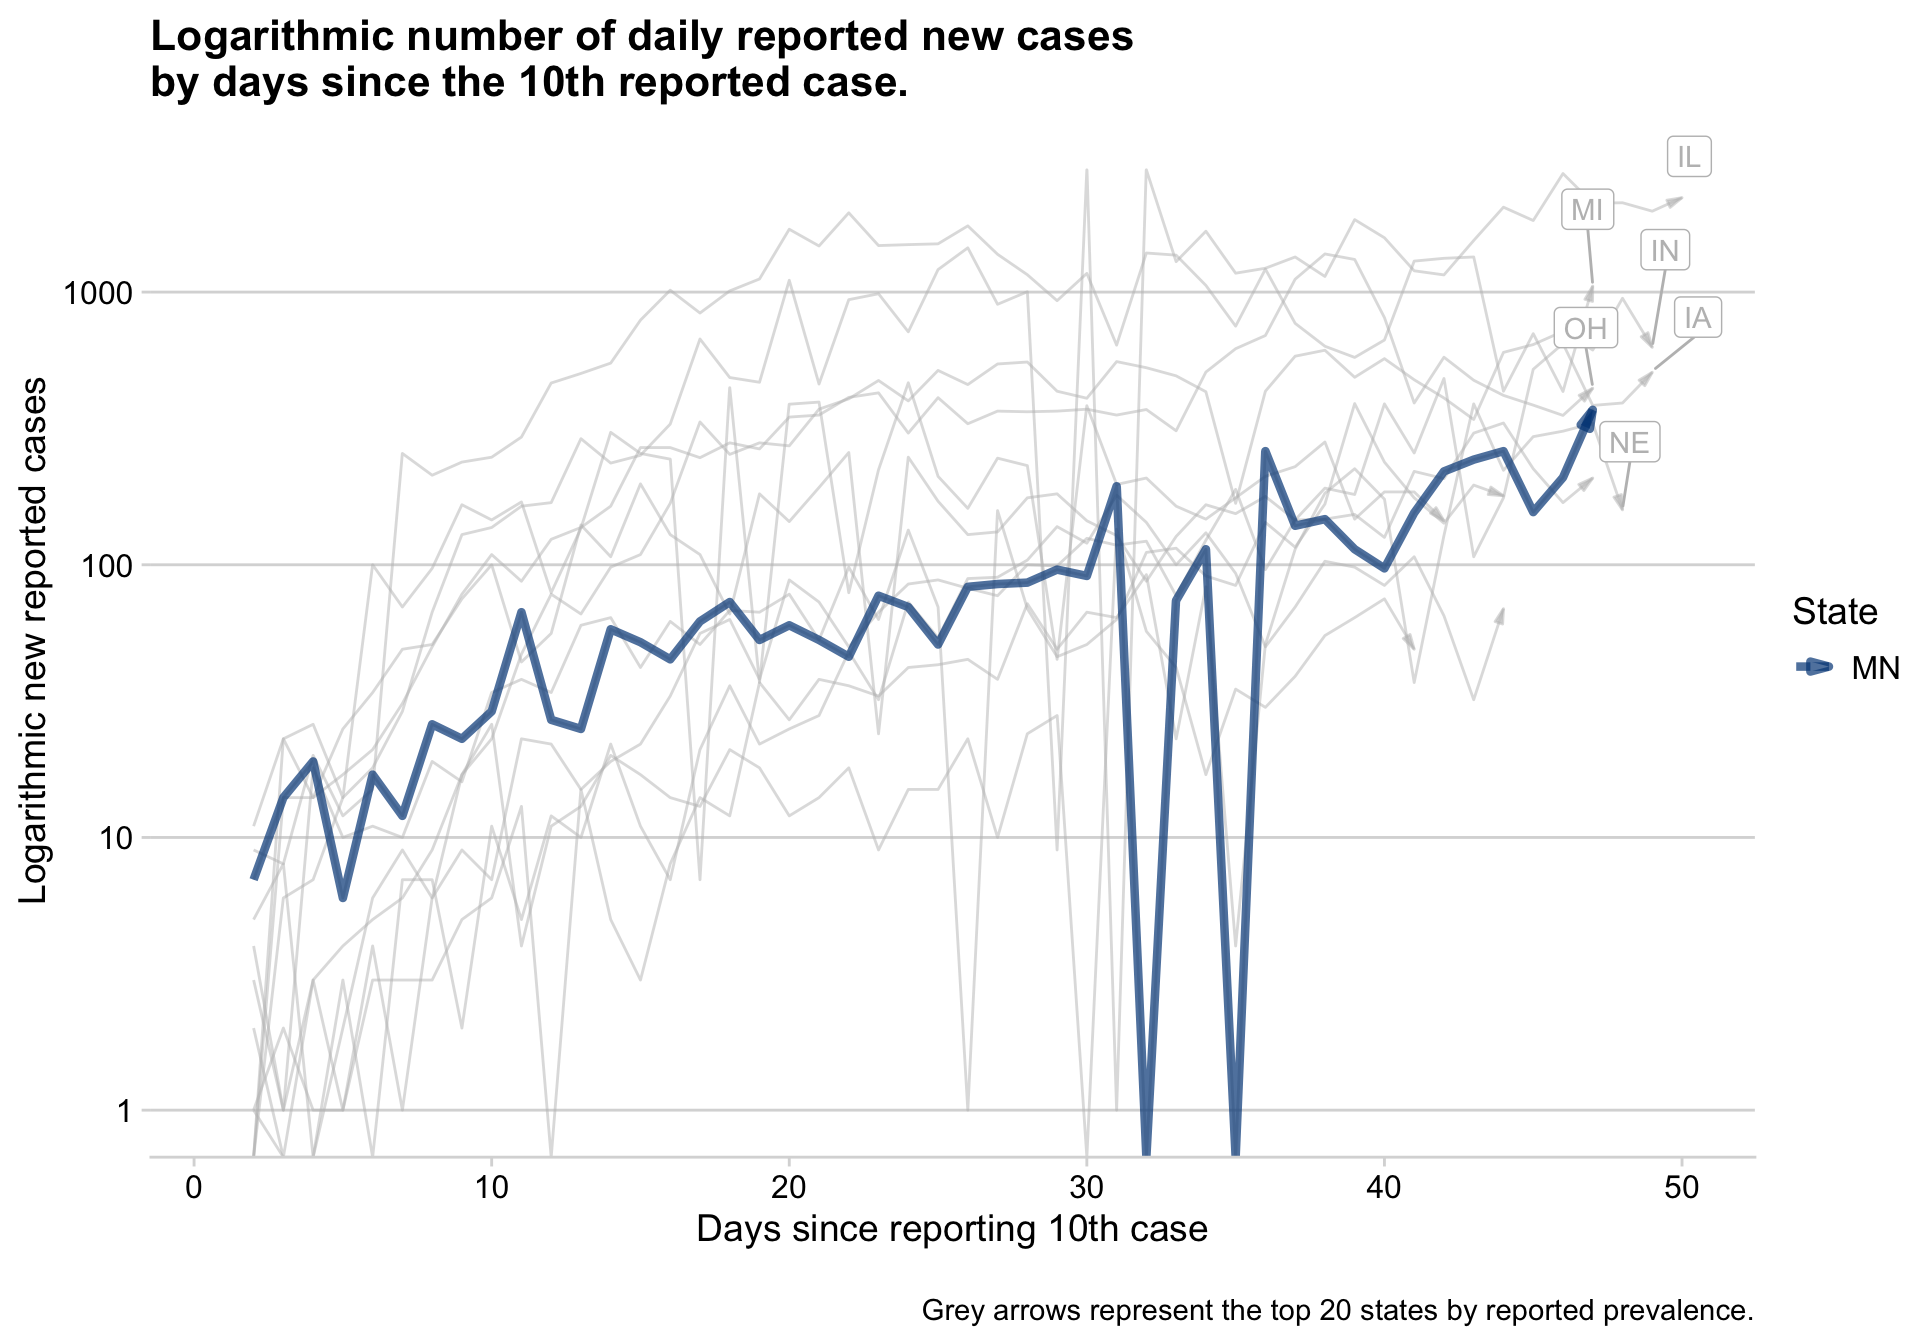 Logarithmic number of daily reported new cases
by days since the 10th reported case.
IL
MI
IN
1000
IA
OH
NE
Logarithmic new reported cases
100
State
MN
10
1
0 10 20 30 40 50
Days since reporting 10th case
Grey arrows represent the top 20 states by reported prevalence.